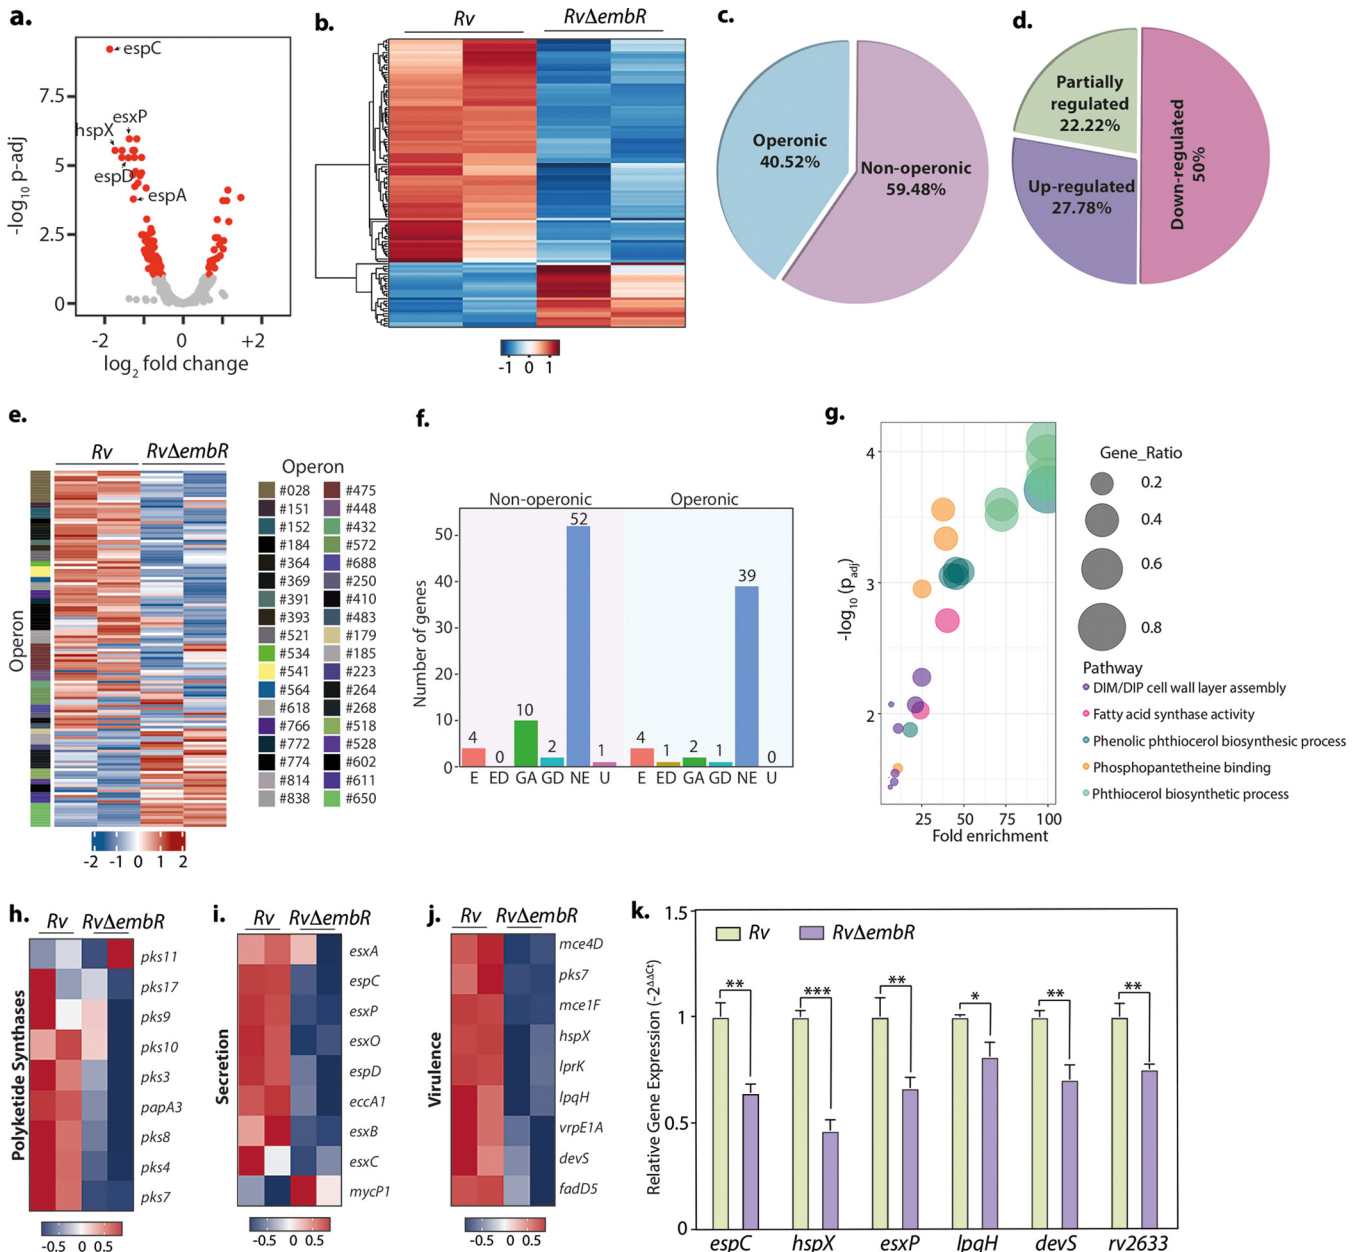 a.
espC
esxP
hspX
espD
espA
7.5
5
2.5
0
-2 0 +2
-log10 p-adj
log2 fold change
b.
Rv RvΔembR
-1 0 1
c.
Operonic
40.52%
Non-operonic
59.48%
d.
Partially
regulated
22.22%
Up-regulated
27.78%
Down-regulated
50%
e.
Rv RvΔembR
Operon
-2 -1 0 1 2
Operon
#028 #475
#151 #448
#152 #432
#184 #572
#364 #688
#369 #250
#391 #410
#393 #483
#521 #179
#534 #185
#541 #223
#564 #264
#618 #268
#766 #518
#772 #528
#774 #602
#814 #611
#838 #650
f.
Non-operonic Operonic
Number of genes
50
40
30
20
10
0
4 0 10 2 52 1 4 1 2 1 39 0
E ED GA GD NE U E ED GA GD NE U
g.
-log10 (padj)
4
3
2
25 50 75 100
Fold enrichment
Gene_Ratio
0.2
0.4
0.6
0.8
Pathway
DIM/DIP cell wall layer assembly
Fatty acid synthase activity
Phenolic phthiocerol biosynthesic process
Phosphopantetheine binding
Phthiocerol biosynthetic process
h.
Rv RvΔembR
Polyketide Synthases
pks11
pks17
pks9
pks10
pks3
papA3
pks8
pks4
pks7
-0.5 0 0.5
i.
Rv RvΔembR
Secretion
esxA
espC
esxP
esxO
espD
eccA1
esxB
esxC
mycP1
-0.5 0 0.5
j.
Rv RvΔembR
Virulence
mce4D
pks7
mce1F
hspX
lprK
lpqH
vrpE1A
devS
fadD5
-0.5 0 0.5
k.
Relative Gene Expression (-2ΔΔCt)
1.5
1
0.5
0
Rv RvΔembR
** *** ** * ** **
espC hspX esxP lpqH devS rv2633